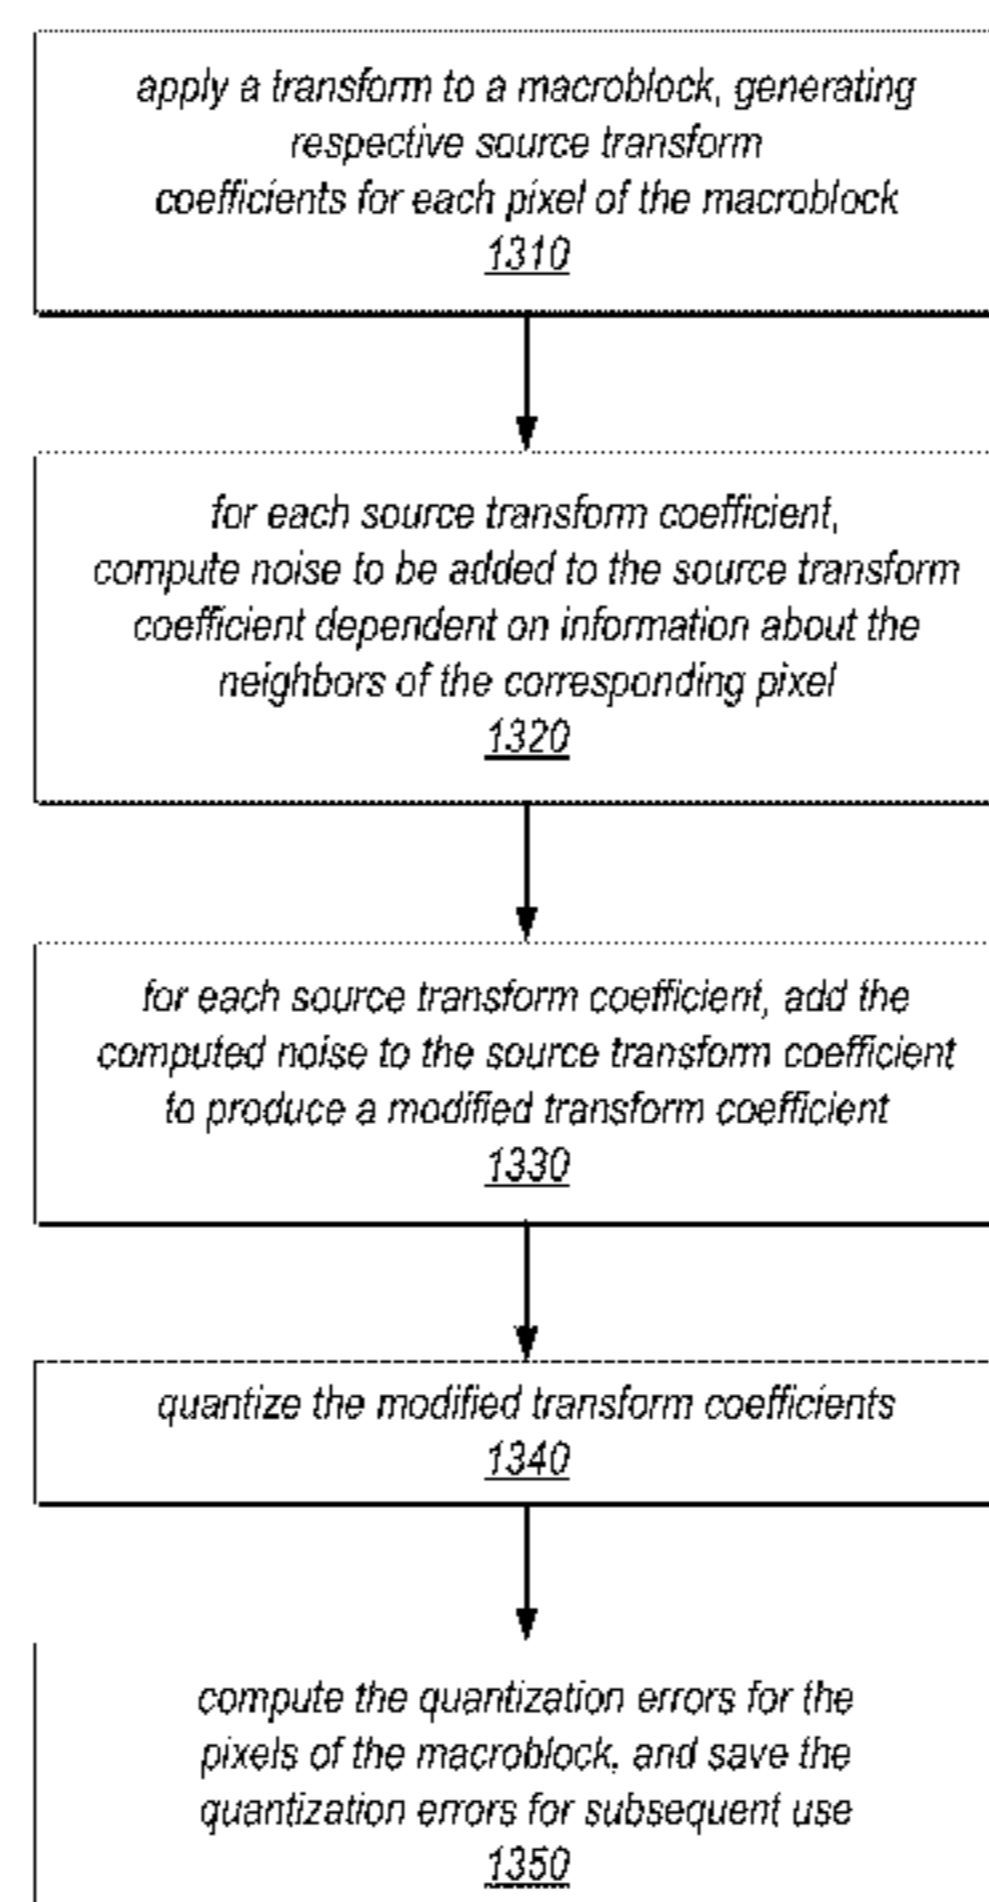 apply a transform to a macroblock, generating
respective source transform
coefficients for each pixel of the macroblock
1310
for each source transform coefficient,
compute noise to be added to the source transform
coefficient dependent on information about the
neighbors of the corresponding pixel
1320
for each source transform coefficient, add the
computed noise to the source transform coefficient
to produce a modified transform coefficient
1330
quantize the modified transform coefficients
1340
compute the quantization errors for the
pixels of the macroblock, and save the
quantization errors for subsequent use
1350